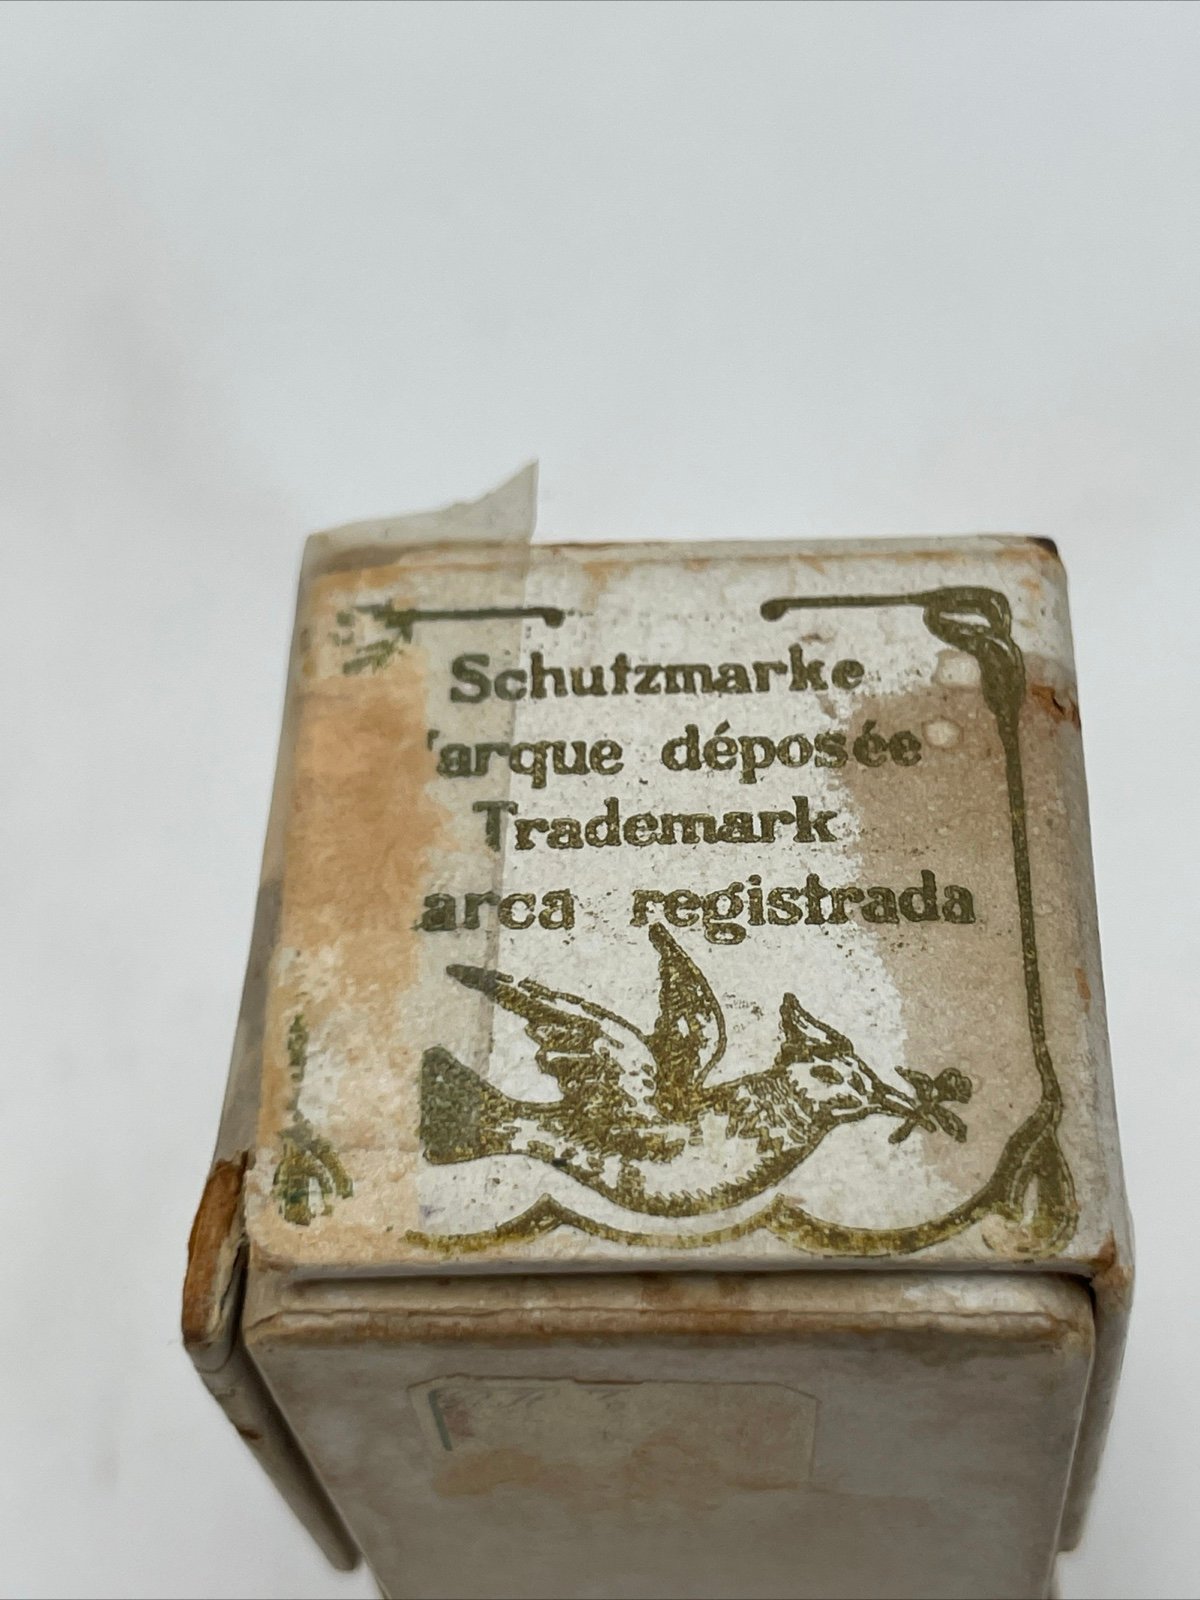 Schutzmarke
arque déposée
Trademark
arca registrada